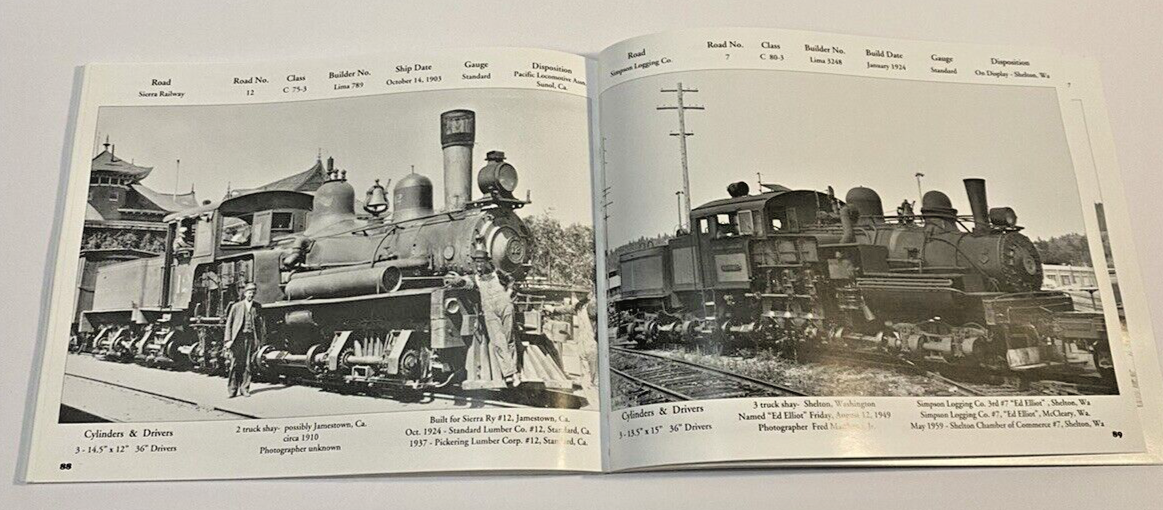 Road
Sierra Railway
Road No.
12
Class
C 75-3
Builder No.
Lima 789
Ship Date
October 14, 1903
Gauge
Standard
Disposition
Pacific Locomotive Assn.
Sunol, Ca.
Cylinders & Drivers
3 - 14.5" x 12" 36" Drivers
2 truck shay- possibly Jamestown, Ca.
circa 1910
Photographer unknown
Built for Sierra Ry #12, Jamestown, Ca.
Oct. 1924 - Standard Lumber Co. #12, Standard, Ca.
1937 - Pickering Lumber Corp. #12, Standard, Ca.
88
Road
Simpson Logging Co.
Road No.
7
Class
C 80-3
Builder No.
Lima 3248
Build Date
January 1924
Gauge
Standard
Disposition
On Display - Shelton, Wa
7
Cylinders & Drivers
3 -13.5" x 15" 36" Drivers
3 truck shay- Shelton, Washington
Named "Ed Elliot" Friday, August 12, 1949
Photographer Fred Jr.
Simpson Logging Co. 3rd #7 "Ed Elliot" , Shelton, Wa
Simpson Logging Co. #7, "Ed Elliot", McCleary, Wa.
May 1959 - Shelton Chamber of Commerce #7, Shelton, Wa
89